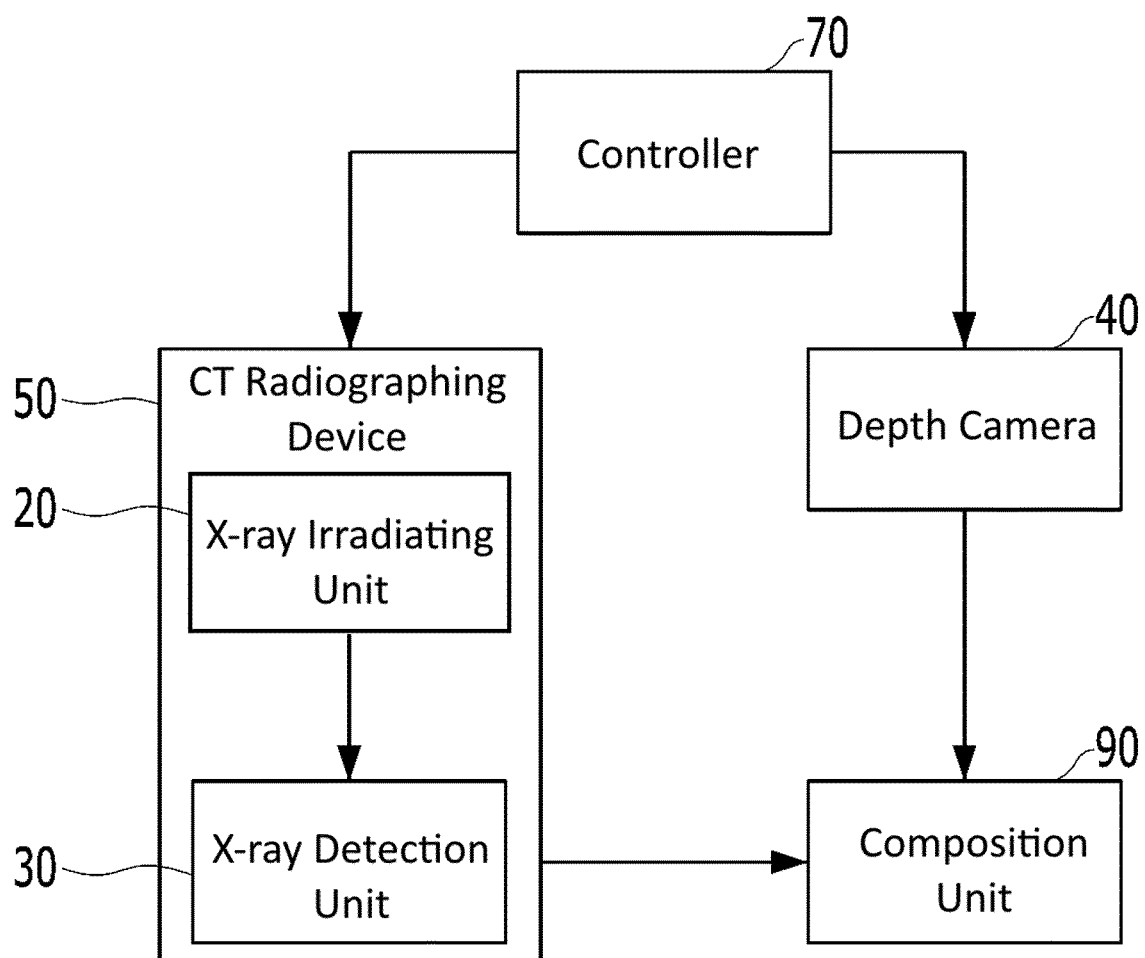 70
Controller
40
50
CT Radiographing
Device
Depth Camera
20
X-ray Irradiating
Unit
90
30
X-ray Detection
Unit
Composition
Unit